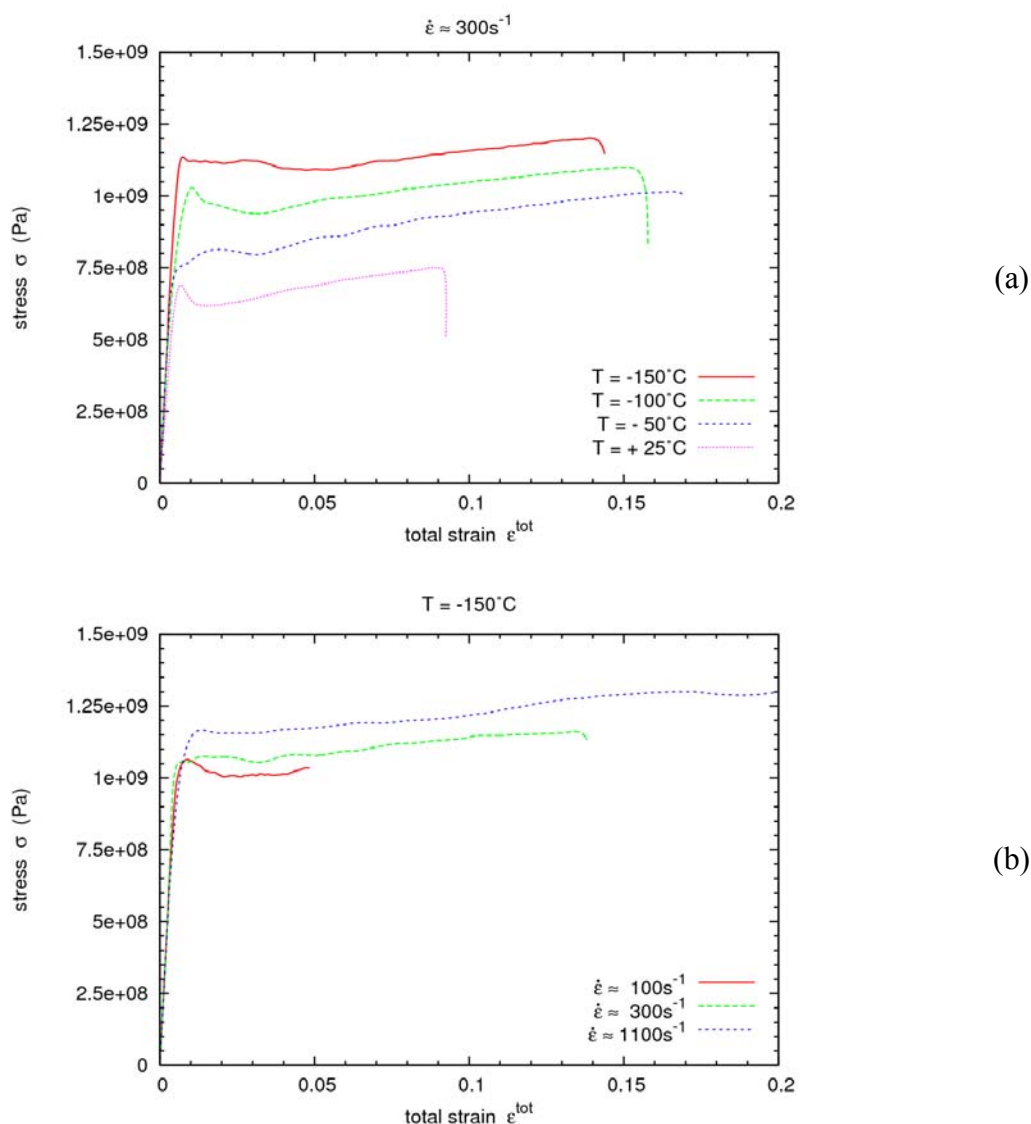 ε̇ ≈ 300s⁻¹
1.5e+09
1.25e+09
1e+09
7.5e+08
5e+08
2.5e+08
0
stress σ (Pa)
T = -150°C
T = -100°C
T = - 50°C
T = + 25°C
0 0.05 0.1 0.15 0.2
total strain ε^tot
(a)
T = -150°C
1.5e+09
1.25e+09
1e+09
7.5e+08
5e+08
2.5e+08
0
stress σ (Pa)
ε̇ ≈ 100s⁻¹
ε̇ ≈ 300s⁻¹
ε̇ ≈ 1100s⁻¹
0 0.05 0.1 0.15 0.2
total strain ε^tot
(b)